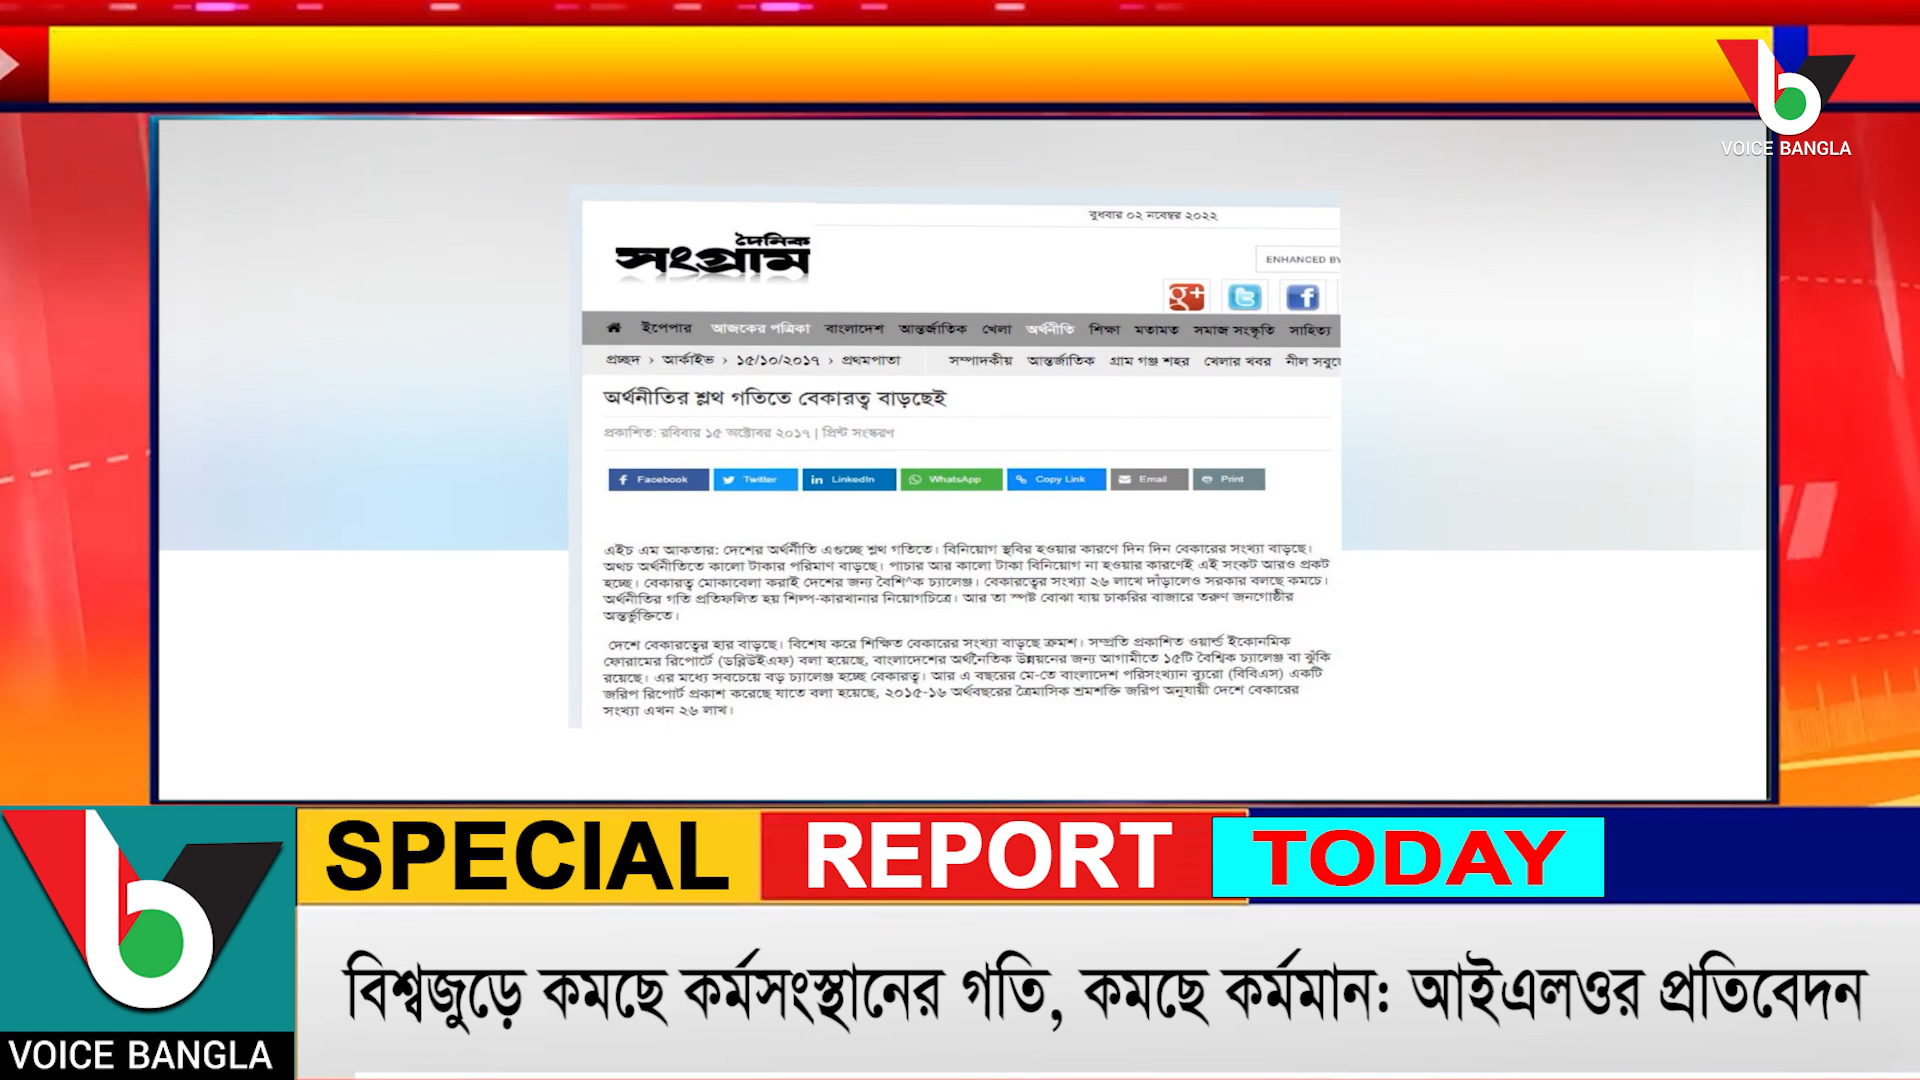 VOICE BANGLA
বুধবার ০২ নবেম্বর ২০২২
দৈনিক
সংগ্রাম
ENHANCED BY
ইপেপার আজকের পত্রিকা বাংলাদেশ আন্তর্জাতিক খেলা অর্থনীতি শিক্ষা মতামত সমাজ সংস্কৃতি সাহিত্য
প্রচ্ছদ › আর্কাইভ › ১৫/১০/২০১৭ › প্রথমপাতা সম্পাদকীয় আন্তর্জাতিক গ্রাম গঞ্জ শহর খেলার খবর নীল
অর্থনীতির শ্লথ গতিতে বেকারত্ব বাড়ছেই
প্রকাশিত: রবিবার ১৫ অক্টোবর ২০১৭ | প্রিন্ট সংস্করণ
Facebook Twitter LinkedIn WhatsApp Copy Link Email Print
এইচ এম আকতার: দেশের অর্থনীতি এগুচ্ছে শ্লথ গতিতে। বিনিয়োগ স্থবির হওয়ার কারণে দিন দিন বেকারের সংখ্যা বাড়ছে।
অথচ অর্থনীতিতে কালো টাকার পরিমাণ বাড়ছে। পাচার আর কালো টাকা বিনিয়োগ না হওয়ার কারণেই এই সংকট আরও প্রকট
হচ্ছে। বেকারত্ব মোকাবেলা করাই দেশের জন্য বৈশি^ক চ্যালেঞ্জ। বেকারত্বের সংখ্যা ২৬ লাখে দাঁড়ালেও সরকার বলছে কমচে।
অর্থনীতির গতি প্রতিফলিত হয় শিল্প-কারখানার নিয়োগচিত্রে। আর তা স্পষ্ট বোঝা যায় চাকরির বাজারে তরুণ জনগোষ্ঠীর
অন্তর্ভুক্তিতে।
দেশে বেকারত্বের হার বাড়ছে। বিশেষ করে শিক্ষিত বেকারের সংখ্যা বাড়ছে ক্রমশ। সম্প্রতি প্রকাশিত ওয়ার্ল্ড ইকোনমিক
ফোরামের রিপোর্টে (ডব্লিউইএফ) বলা হয়েছে, বাংলাদেশের অর্থনৈতিক উন্নয়নের জন্য আগামীতে ১৫টি বৈশ্বিক চ্যালেঞ্জ বা ঝুঁকি
রয়েছে। এর মধ্যে সবচেয়ে বড় চ্যালেঞ্জ হচ্ছে বেকারত্ব। আর এ বছরের মে-তে বাংলাদেশ পরিসংখ্যান ব্যুরো (বিবিএস) একটি
জরিপ রিপোর্ট প্রকাশ করেছে যাতে বলা হয়েছে, ২০১৫-১৬ অর্থবছরের ত্রৈমাসিক শ্রমশক্তি জরিপ অনুযায়ী দেশে বেকারের
সংখ্যা এখন ২৬ লাখ।
SPECIAL REPORT TODAY
বিশ্বজুড়ে কমছে কর্মসংস্থানের গতি, কমছে কর্মমান: আইএলওর প্রতিবেদন
VOICE BANGLA